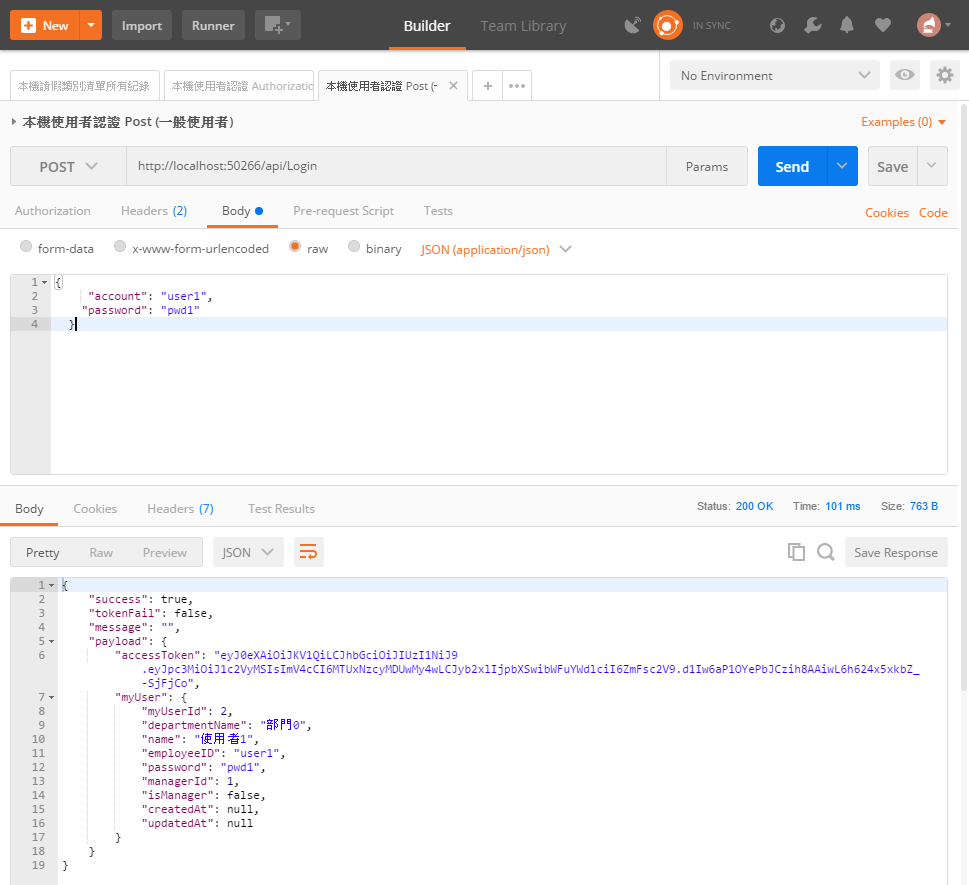 New Import Runner Builder Team Library IN SYNC
本機請假類別清單所有紀錄 本機使用者認證 Authorizatic 本機使用者認證 Post (- No Environment
本機使用者認證 Post (一般使用者) Examples (0)
POST http://localhost:50266/api/Login Params Send Save
Authorization Headers (2) Body Pre-request Script Tests Cookies Code
form-data x-www-form-urlencoded raw binary JSON (application/json)
1 {
2 "account": "user1",
3 "password": "pwd1"
4 }
Body Cookies Headers (7) Test Results Status: 200 OK Time: 101 ms Size: 763 B
Pretty Raw Preview JSON Save Response
1 {
2 "success": true,
3 "tokenFail": false,
4 "message": "",
5 "payload": {
6 "accessToken": "eyJ0eXAiOiJKV1QiLCJhbGciOiJIUzI1NiJ9
.eyJpc3MiOiJ1c2VyMSIsImV4cCI6MTUxNzcyMDUwMy4wLCJyb2xlIjpbXSwibWFuYWdlciI6ZmFsc2V9.d1Iw6aP1OYePbJCzih8AAiwL6h624x5xkbZ_
-SjFjCo",
7 "myUser": {
8 "myUserId": 2,
9 "departmentName": "部門0",
10 "name": "使用者1",
11 "employeeID": "user1",
12 "password": "pwd1",
13 "managerId": 1,
14 "isManager": false,
15 "createdAt": null,
16 "updatedAt": null
17 }
18 }
19 }